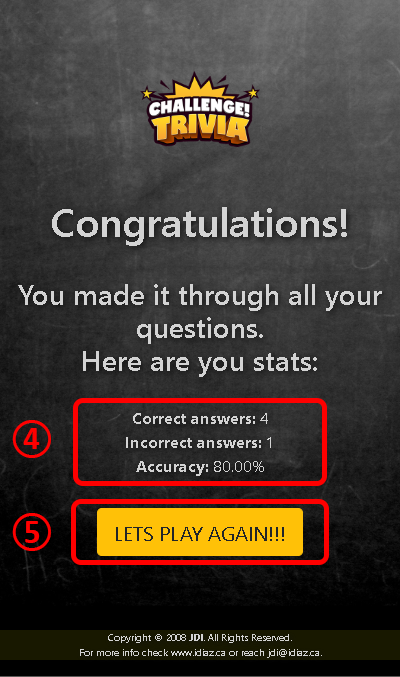 CHALLENGE!
TRIVIA
Congratulations!
You made it through all your
questions.
Here are you stats:
④
Correct answers: 4
Incorrect answers: 1
Accuracy: 80.00%
⑤
LETS PLAY AGAIN!!!
Copyright © 2008 JDI. All Rights Reserved.
For more info check www.idiaz.ca or reach jdi@idiaz.ca.